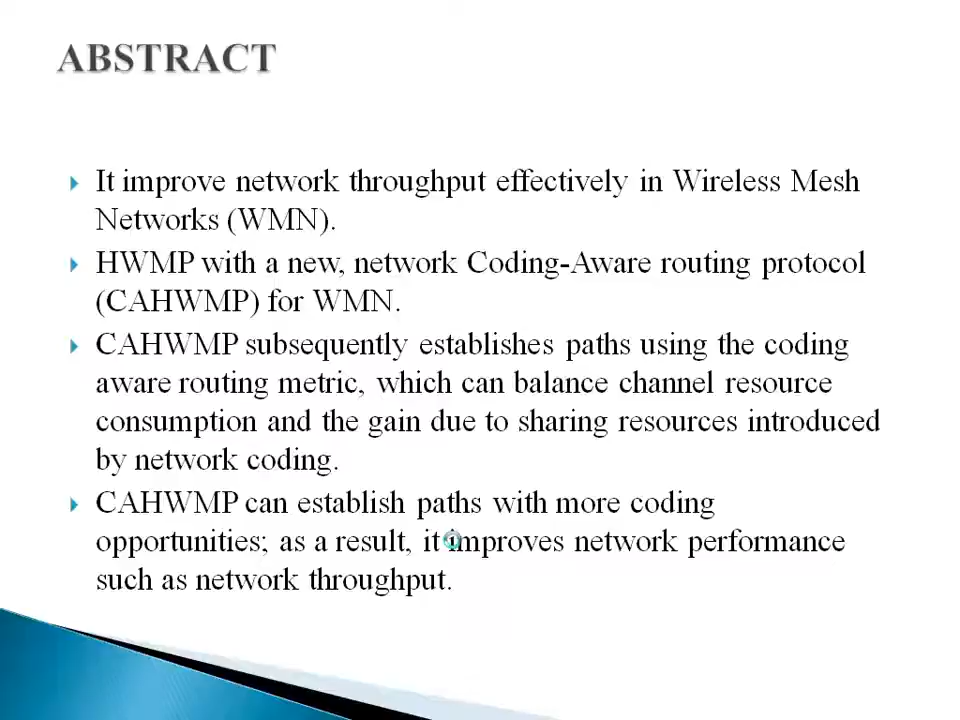 ABSTRACT
It improve network throughput effectively in Wireless Mesh
Networks (WMN).
HWMP with a new, network Coding-Aware routing protocol
(CAHWMP) for WMN.
CAHWMP subsequently establishes paths using the coding
aware routing metric, which can balance channel resource
consumption and the gain due to sharing resources introduced
by network coding.
CAHWMP can establish paths with more coding
opportunities; as a result, it improves network performance
such as network throughput.